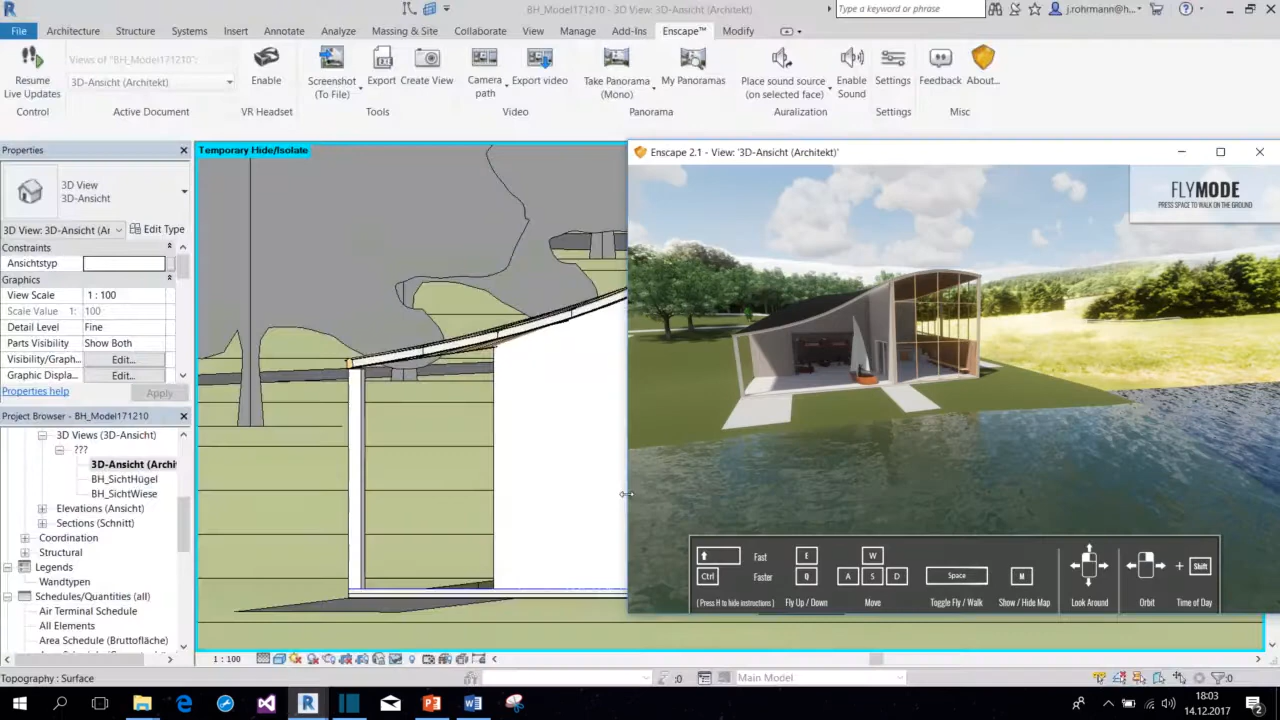 BH_Model171210 - 3D View: 3D-Ansicht (Architekt)
Type a keyword or phrase
j.rohrmann@h...
File Architecture Structure Systems Insert Annotate Analyze Massing & Site Collaborate View Manage Add-Ins Enscape™ Modify
Resume
Live Updates
Views of "BH_Model171210":
3D-Ansicht (Architekt)
Enable
Screenshot
(To File)
Export
Create View
Camera
path
Export video
Take Panorama
(Mono)
My Panoramas
Place sound source
(on selected face)
Enable
Sound
Settings
Feedback
About...
Control Active Document VR Headset Tools Video Panorama Auralization Settings Misc
Properties
3D View
3D-Ansicht
3D View: 3D-Ansicht (Ar
Edit Type
Constraints
Ansichtstyp
Graphics
View Scale 1 : 100
Scale Value 1: 100
Detail Level Fine
Parts Visibility Show Both
Visibility/Graph... Edit...
Graphic Displa... Edit...
Properties help Apply
Project Browser - BH_Model171210
3D Views (3D-Ansicht)
???
3D-Ansicht (Archi
BH_SichtHügel
BH_SichtWiese
Elevations (Ansicht)
Sections (Schnitt)
Coordination
Structural
Legends
Wandtypen
Schedules/Quantities (all)
Air Terminal Schedule
All Elements
Area Schedule (Bruttofläche)
Temporary Hide/Isolate
Enscape 2.1 - View: '3D-Ansicht (Architekt)'
FLYMODE
PRESS SPACE TO WALK ON THE GROUND
Fast
Ctrl Faster
( Press H to hide instructions )
E
Q
Fly Up / Down
W
A S D
Move
Space
Toggle Fly / Walk
M
Show / Hide Map
Look Around
Orbit
+ Shift
Time of Day
1 : 100
Topography : Surface
:0
Main Model
:0
18:03
14.12.2017
2